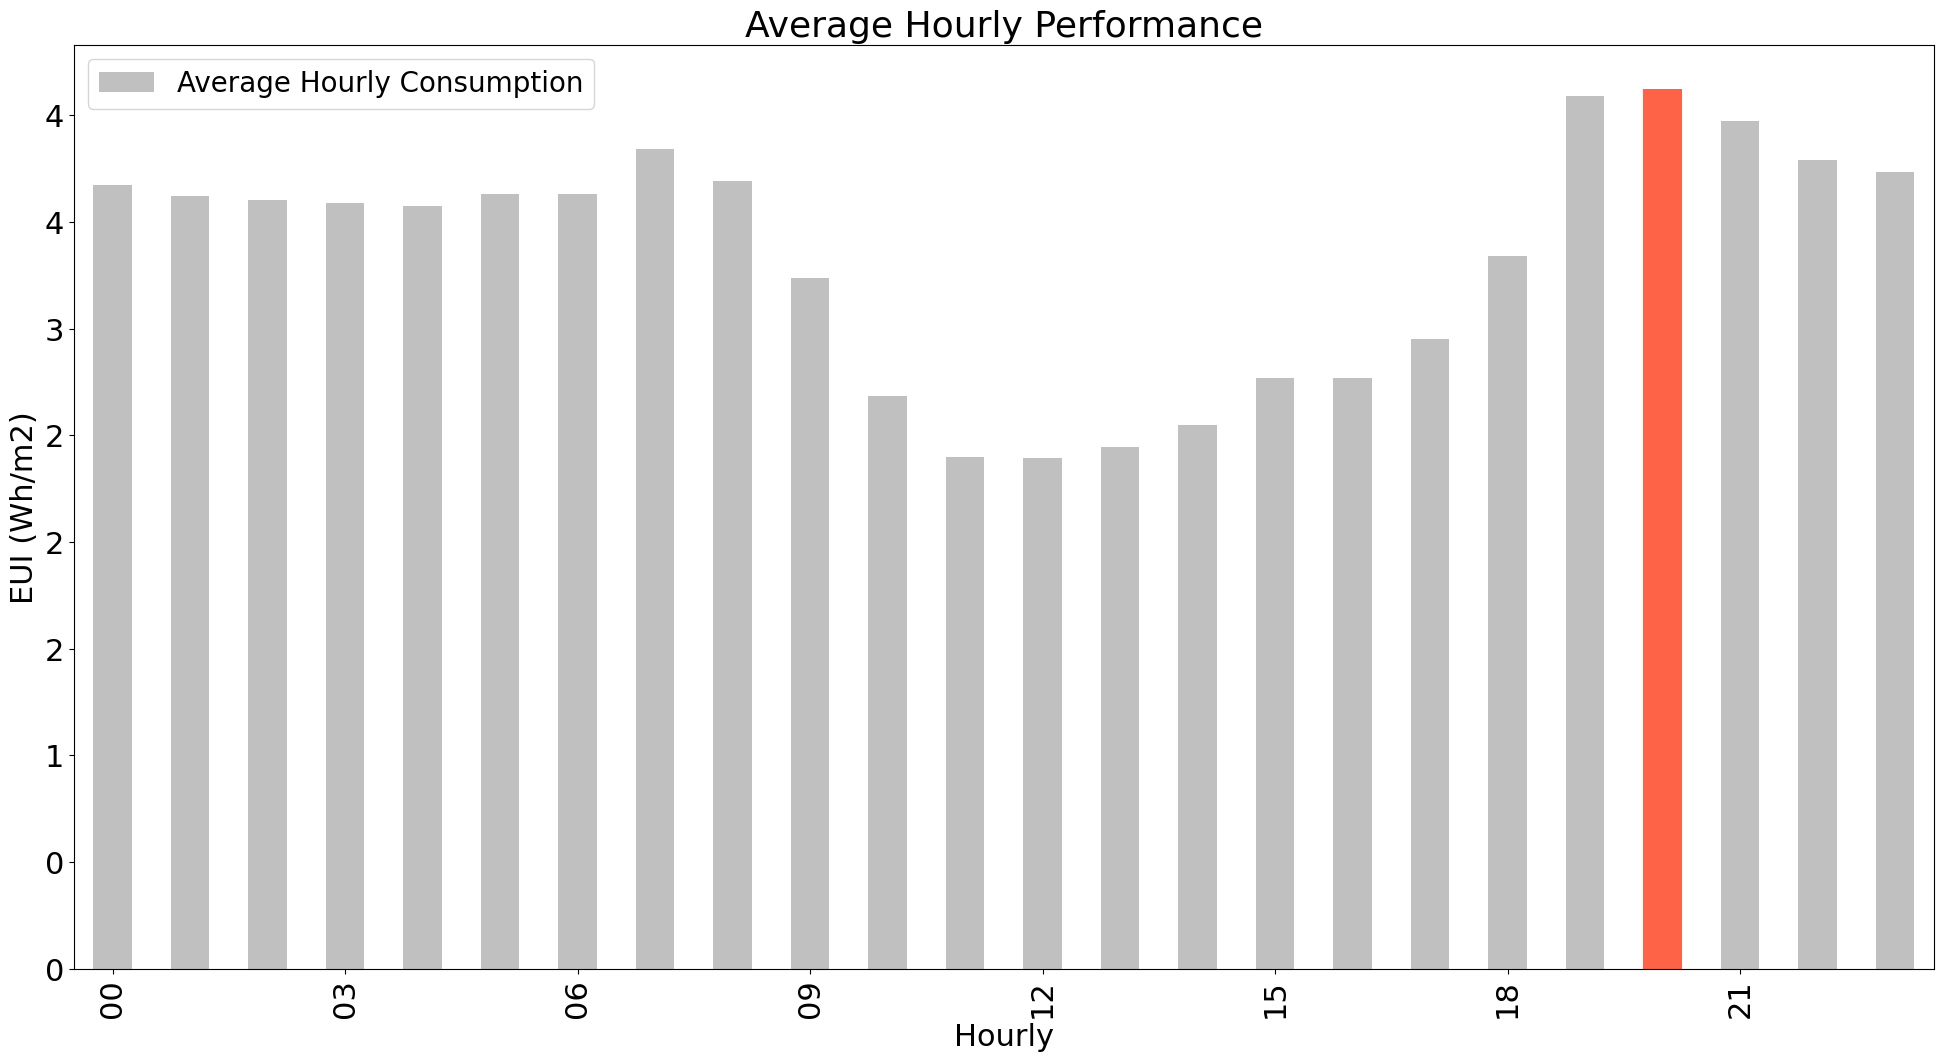 Average Hourly Performance
Average Hourly Consumption
4
4
3
2
2
2
1
0
0
EUI (Wh/m2)
00 03 06 09 12 15 18 21
Hourly